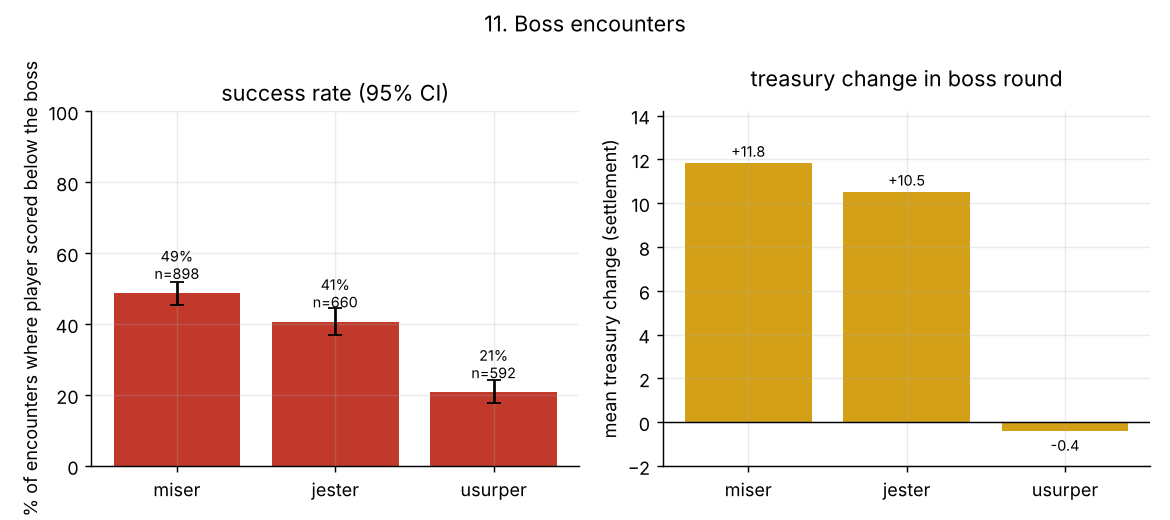 11. Boss encounters
success rate (95% CI)
% of encounters where player scored below the boss
100
80
60
40
20
0
49%
n=898
41%
n=660
21%
n=592
miser
jester
usurper
treasury change in boss round
mean treasury change (settlement)
14
12
10
8
6
4
2
0
−2
+11.8
+10.5
-0.4
miser
jester
usurper